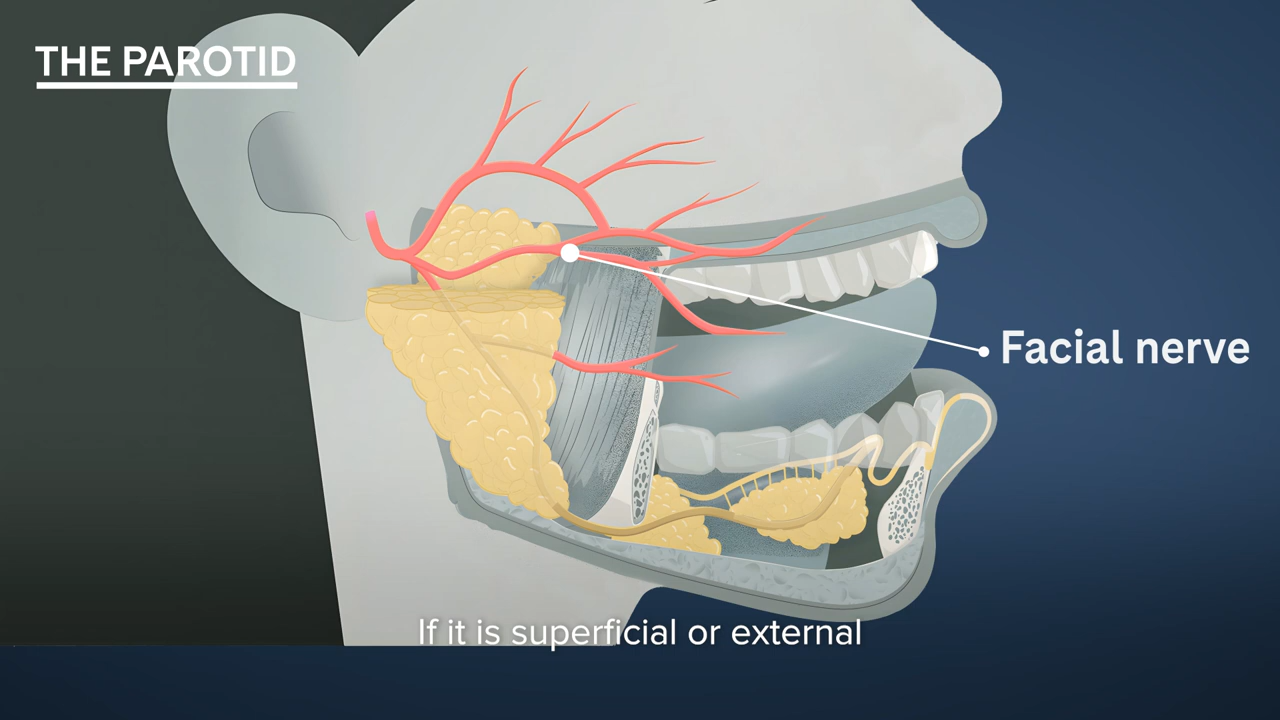 THE PAROTID
Facial nerve
If it is superficial or external